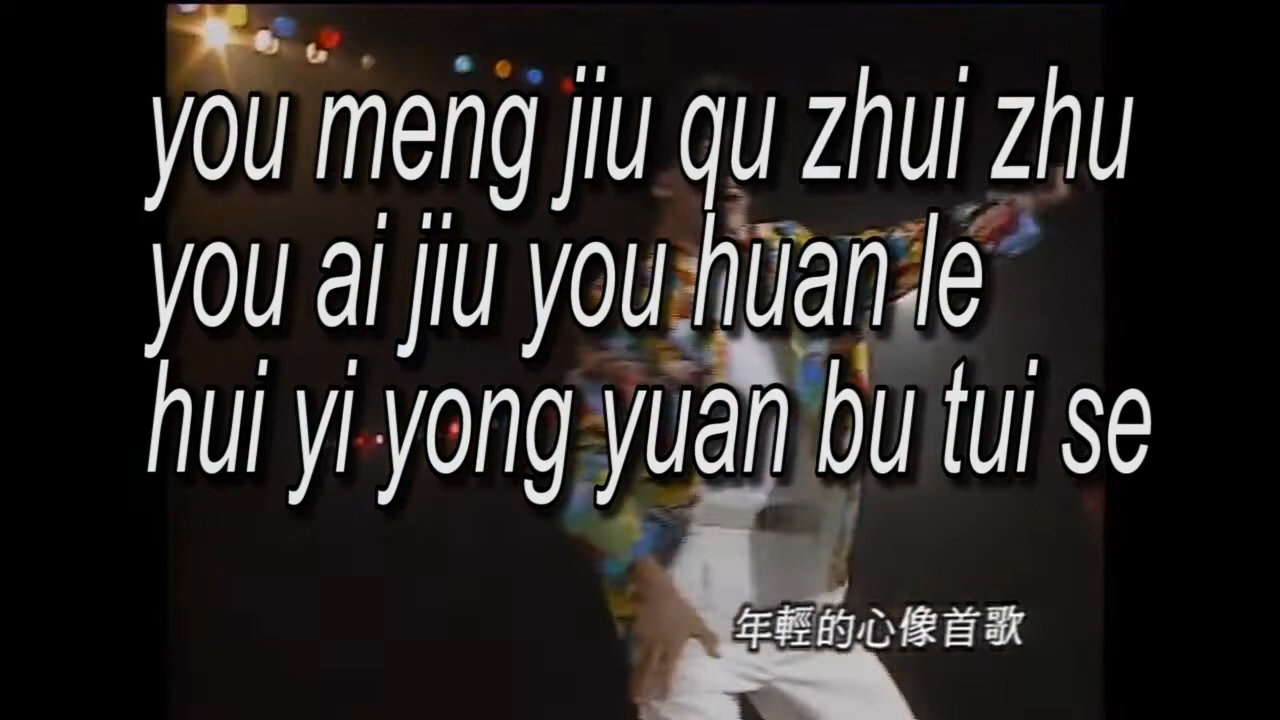 you meng jiu qu zhui zhu
you ai jiu you huan le
hui yi yong yuan bu tui se
年輕的心像首歌